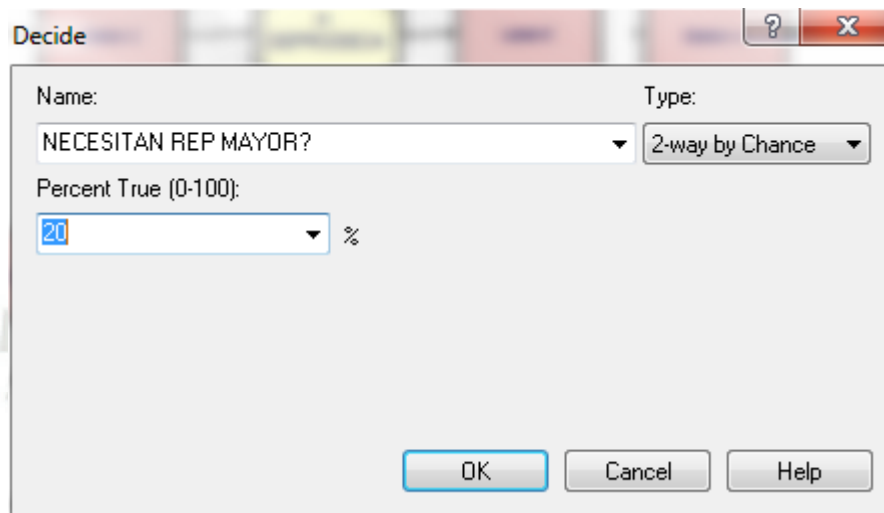 Decide
Name:
Type:
NECESITAN REP MAYOR?
2-way by Chance
Percent True (0-100):
20
%
OK
Cancel
Help